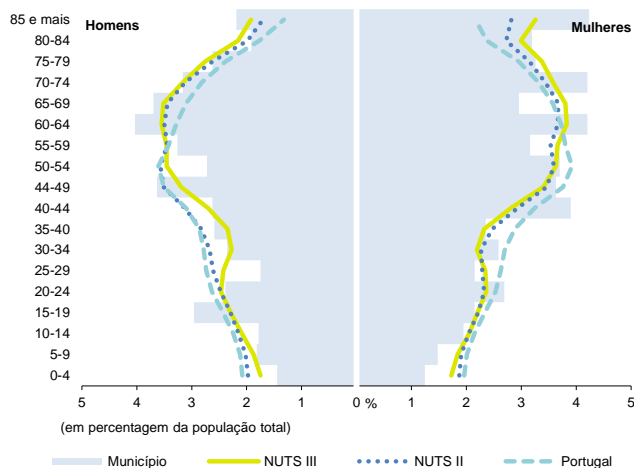 Homens
Mulheres
85 e mais
80-84
75-79
70-74
65-69
60-64
55-59
50-54
44-49
40-44
35-40
30-34
25-29
20-24
15-19
10-14
5-9
0-4
5 4 3 2 1 0 % 1 2 3 4 5
(em percentagem da população total)
Município NUTS III NUTS II Portugal